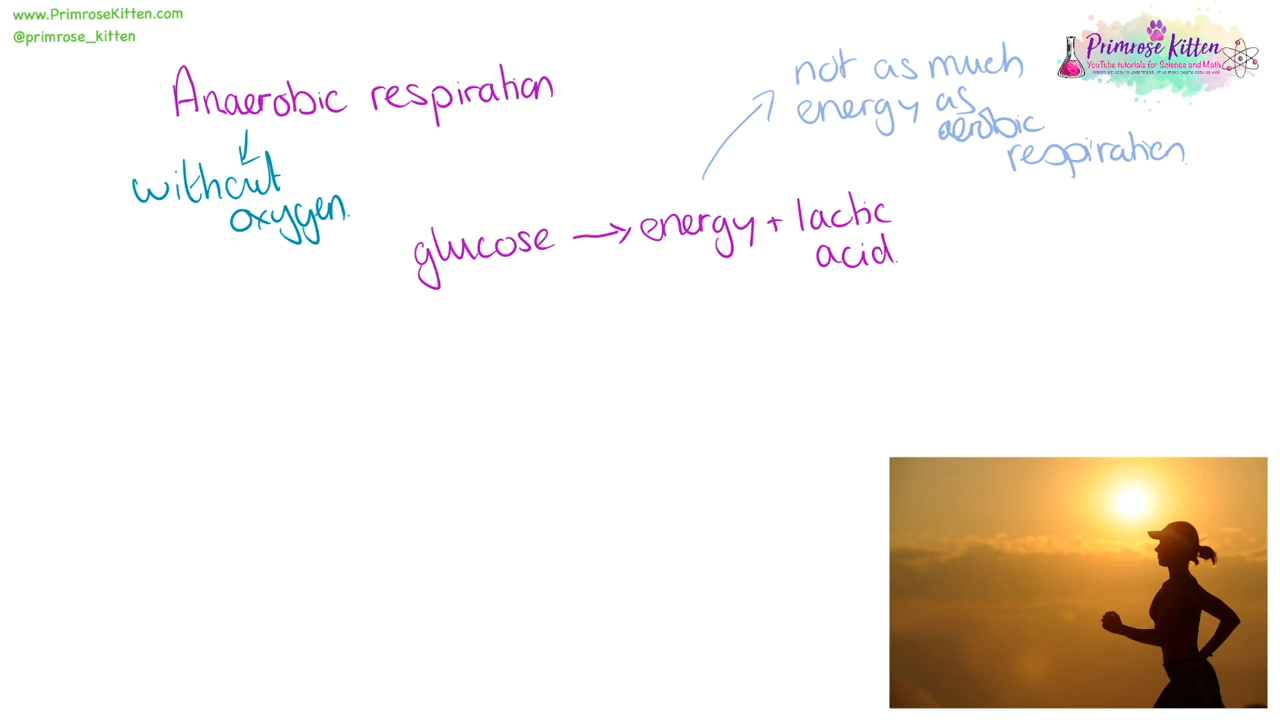 www.PrimroseKitten.com
@primrose_kitten
Primrose Kitten
YouTube tutorials for Science and Math
Anaerobic respiration
without
oxygen.
not as much
energy as
aerobic
respiration
glucose → energy + lactic
acid.